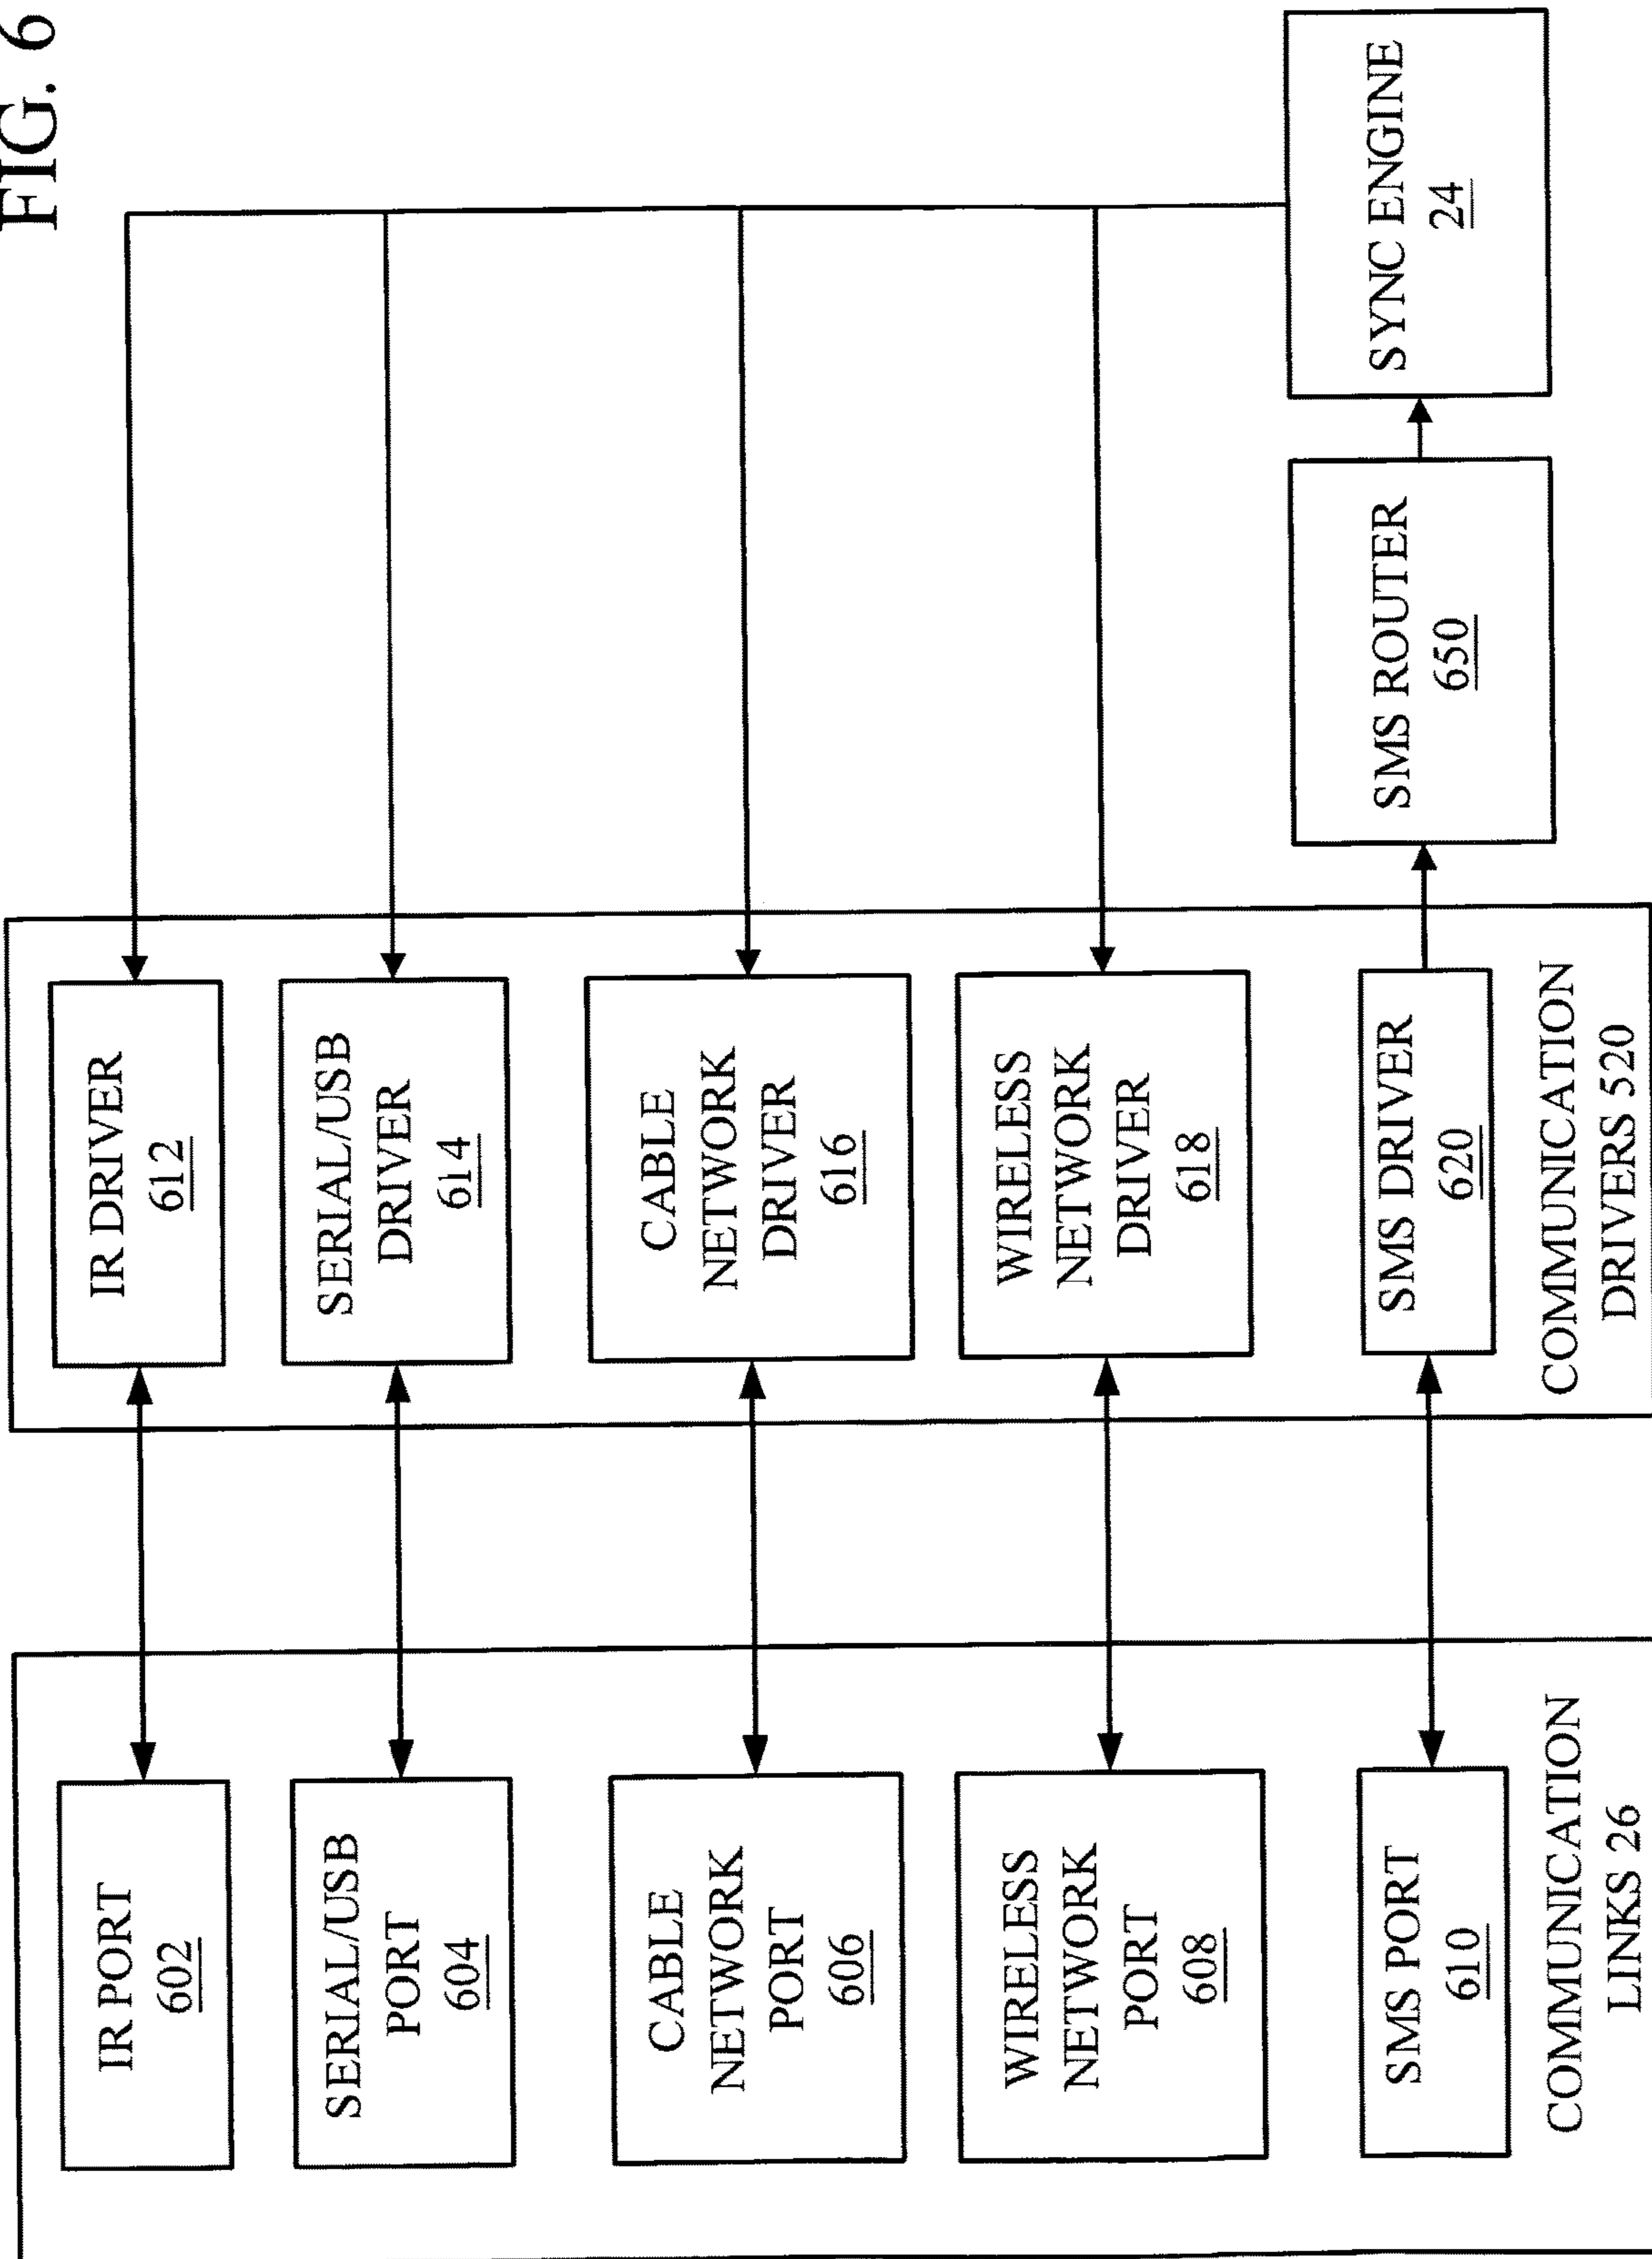 FIG. 6
IR PORT
602
SERIAL/USB
PORT
604
CABLE
NETWORK
PORT
606
WIRELESS
NETWORK
PORT
608
SMS PORT
610
COMMUNICATION
LINKS 26
IR DRIVER
612
SERIAL/USB
DRIVER
614
CABLE
NETWORK
DRIVER
616
WIRELESS
NETWORK
DRIVER
618
SMS DRIVER
620
COMMUNICATION
DRIVERS 520
SMS ROUTER
650
SYNC ENGINE
24